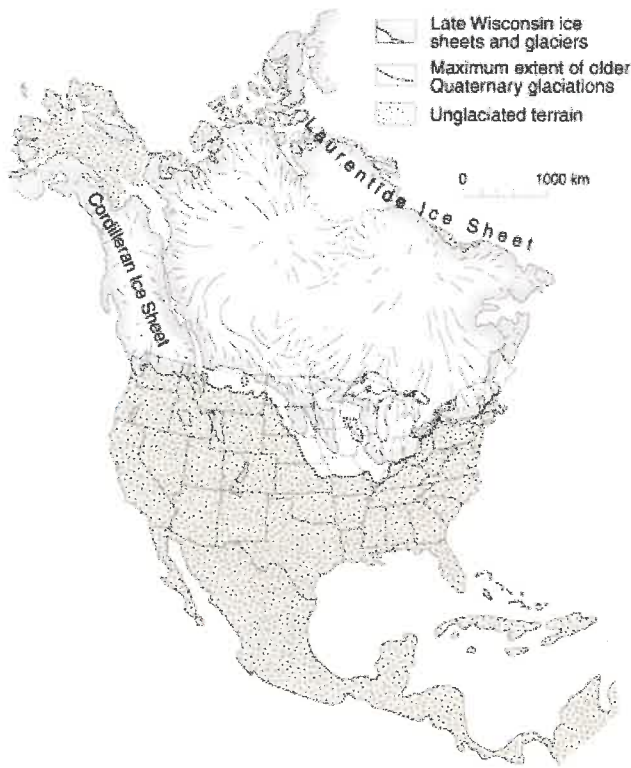 Late Wisconsin ice
sheets and glaciers
Maximum extent of older
Quaternary glaciations
Unglaciated terrain
0 1000 km
Laurentide Ice Sheet
Cordilleran Ice Sheet